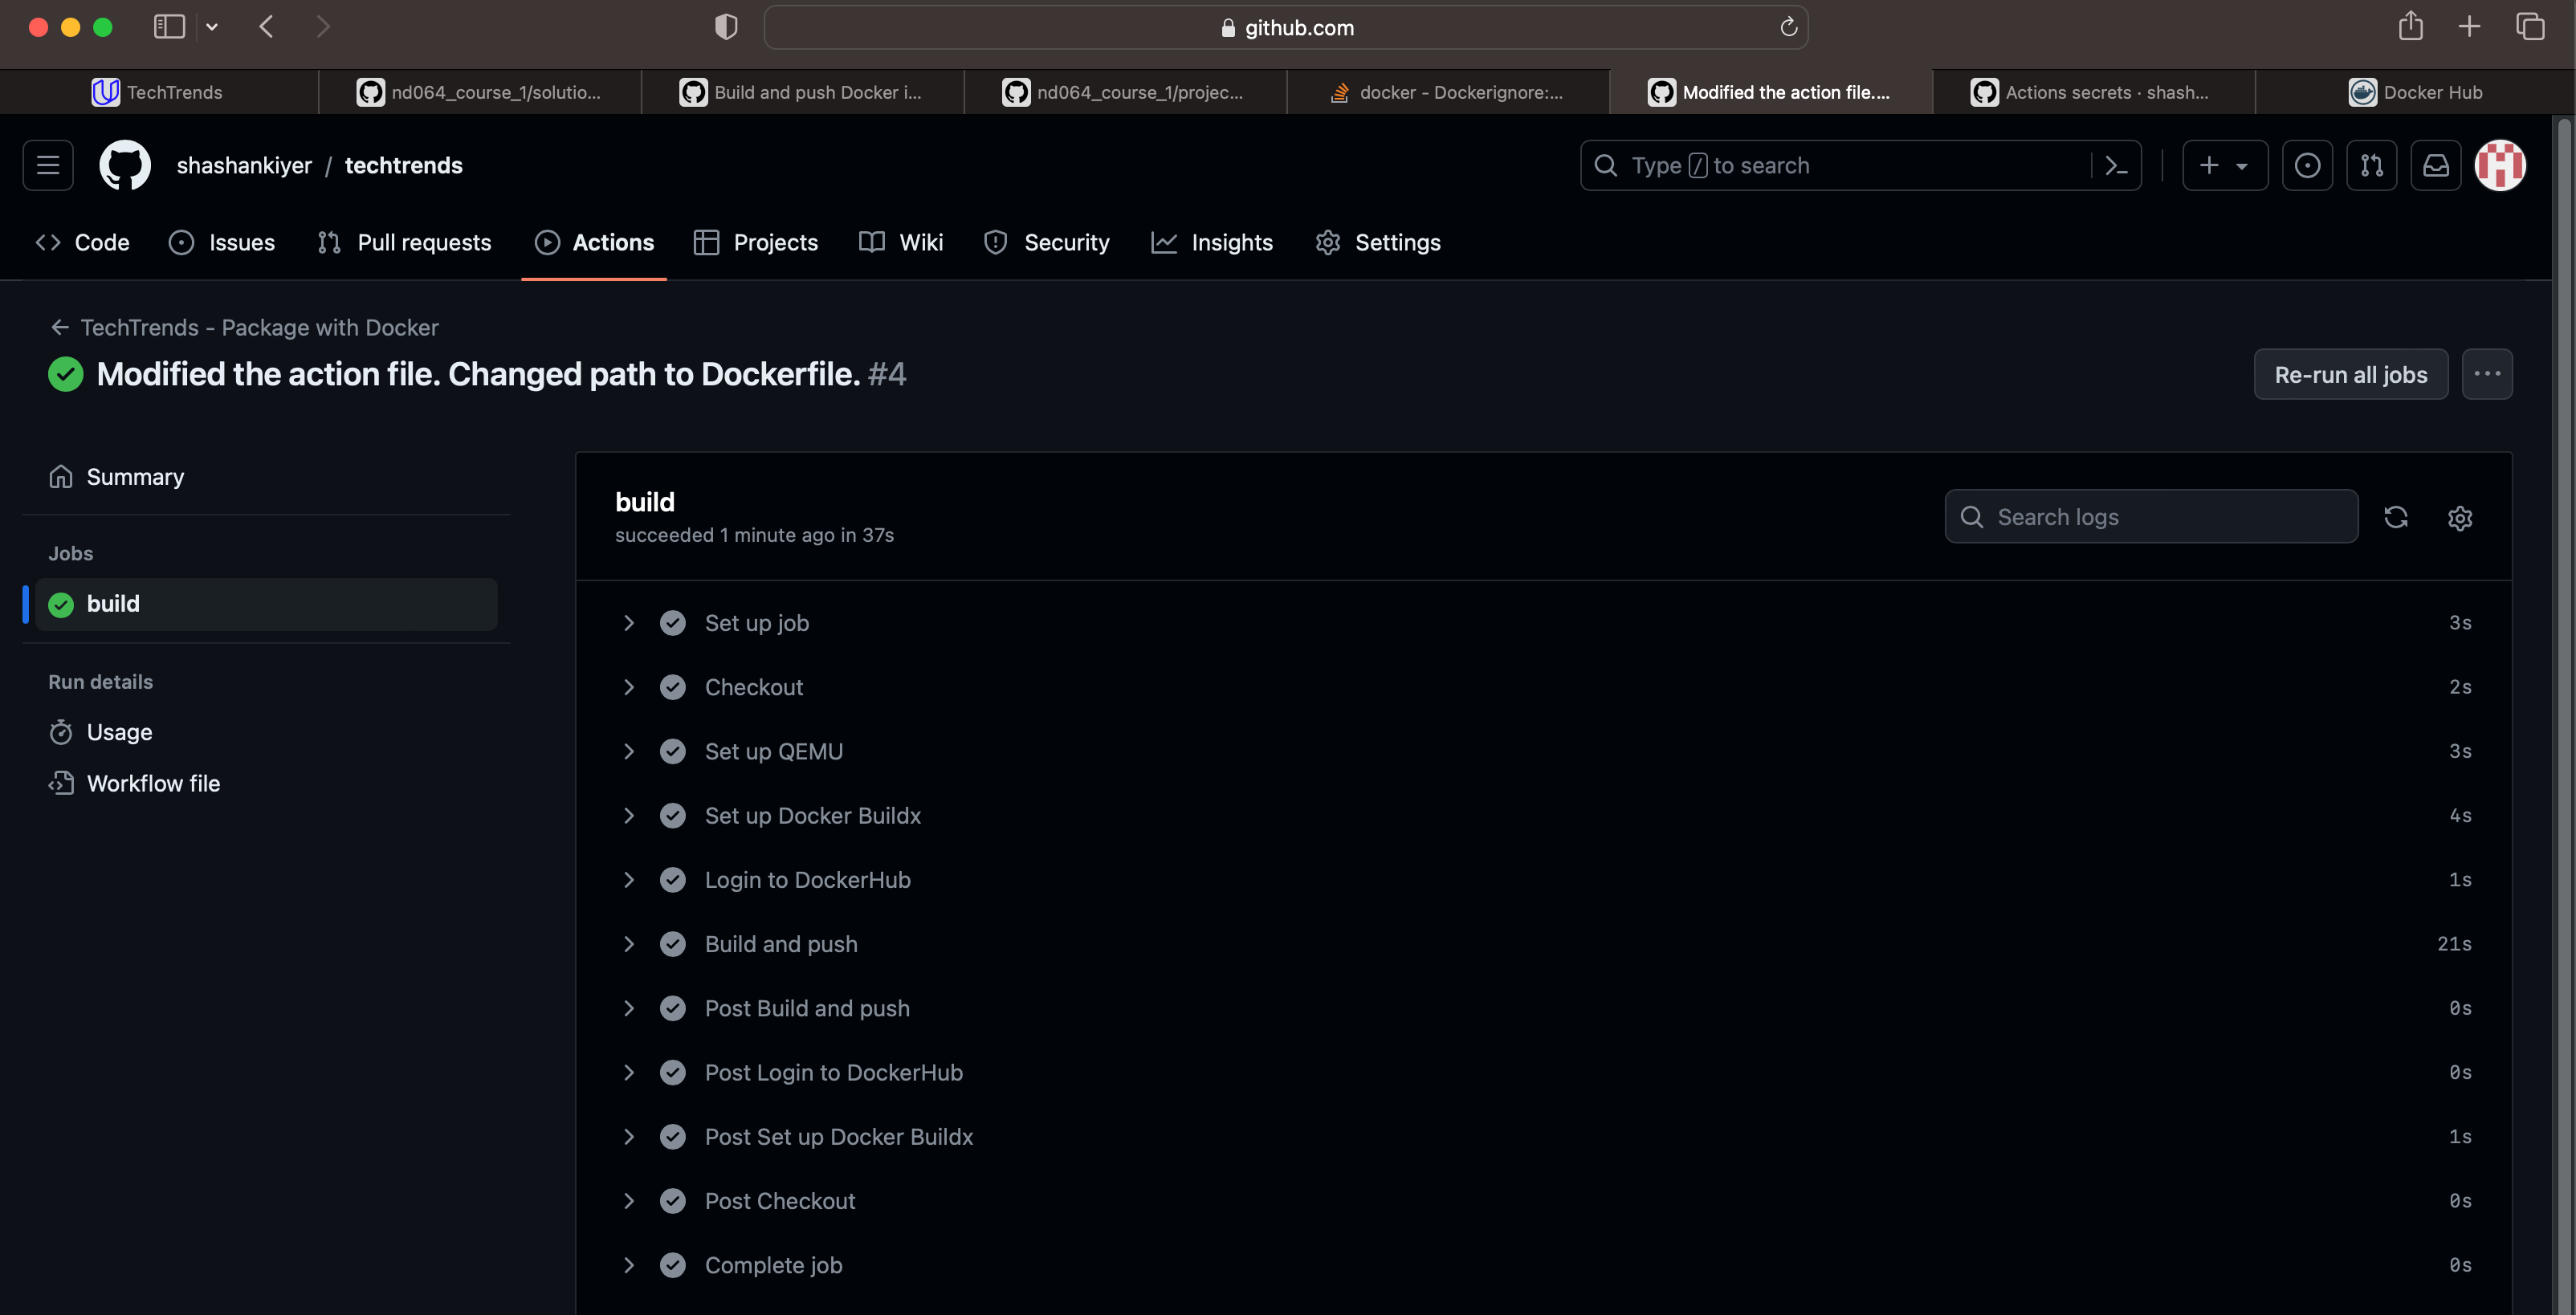 github.com
TechTrends
nd064_course_1/solutio...
Build and push Docker i...
nd064_course_1/projec...
docker - Dockerignore:...
Modified the action file....
Actions secrets · shash...
Docker Hub
shashankiyer / techtrends
Type / to search
Code
Issues
Pull requests
Actions
Projects
Wiki
Security
Insights
Settings
← TechTrends - Package with Docker
Modified the action file. Changed path to Dockerfile. #4
Re-run all jobs
Summary
Jobs
build
Run details
Usage
Workflow file
build
succeeded 1 minute ago in 37s
Search logs
Set up job 3s
Checkout 2s
Set up QEMU 3s
Set up Docker Buildx 4s
Login to DockerHub 1s
Build and push 21s
Post Build and push 0s
Post Login to DockerHub 0s
Post Set up Docker Buildx 1s
Post Checkout 0s
Complete job 0s